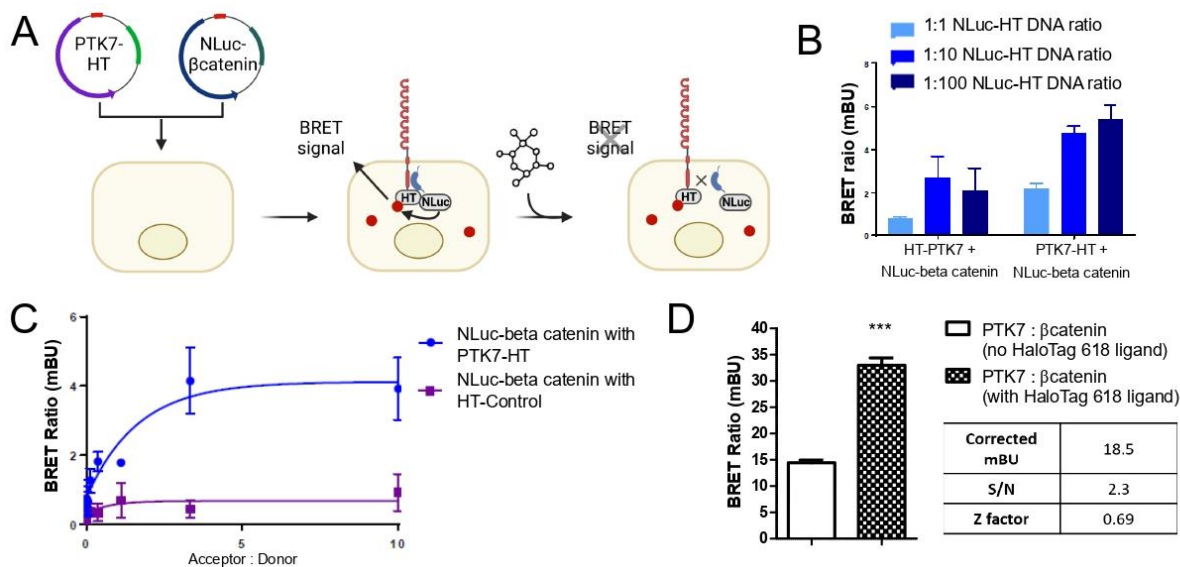 A
PTK7-
HT
NLuc-
βcatenin
BRET
signal
HT
NLuc
BRET
signal
HT
NLuc
B
1:1 NLuc-HT DNA ratio
1:10 NLuc-HT DNA ratio
1:100 NLuc-HT DNA ratio
BRET raio (mBU)
8
6
4
2
0
HT-PTK7 +
NLuc-beta catenin
PTK7-HT +
NLuc-beta catenin
C
BRET Ratio (mBU)
6
4
2
0
0
5
10
Acceptor : Donor
NLuc-beta catenin with
PTK7-HT
NLuc-beta catenin with
HT-Control
D
BRET Ratio (mBU)
40
35
30
25
20
15
10
5
0
***
PTK7 : βcatenin
(no HaloTag 618 ligand)
PTK7 : βcatenin
(with HaloTag 618 ligand)
Corrected
mBU
18.5
S/N
2.3
Z factor
0.69